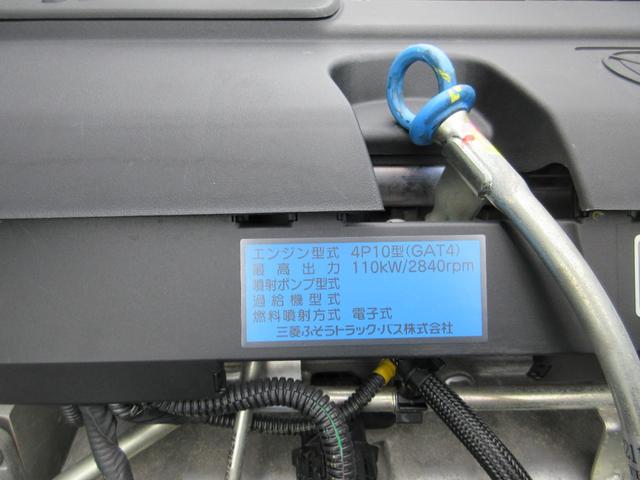 エンジン型式 4P10型(GAT4)
最高出力 110kW/2840rpm
噴射ポンプ型式
過給機型式
燃料噴射方式 電子式
三菱ふそうトラック・バス株式会社